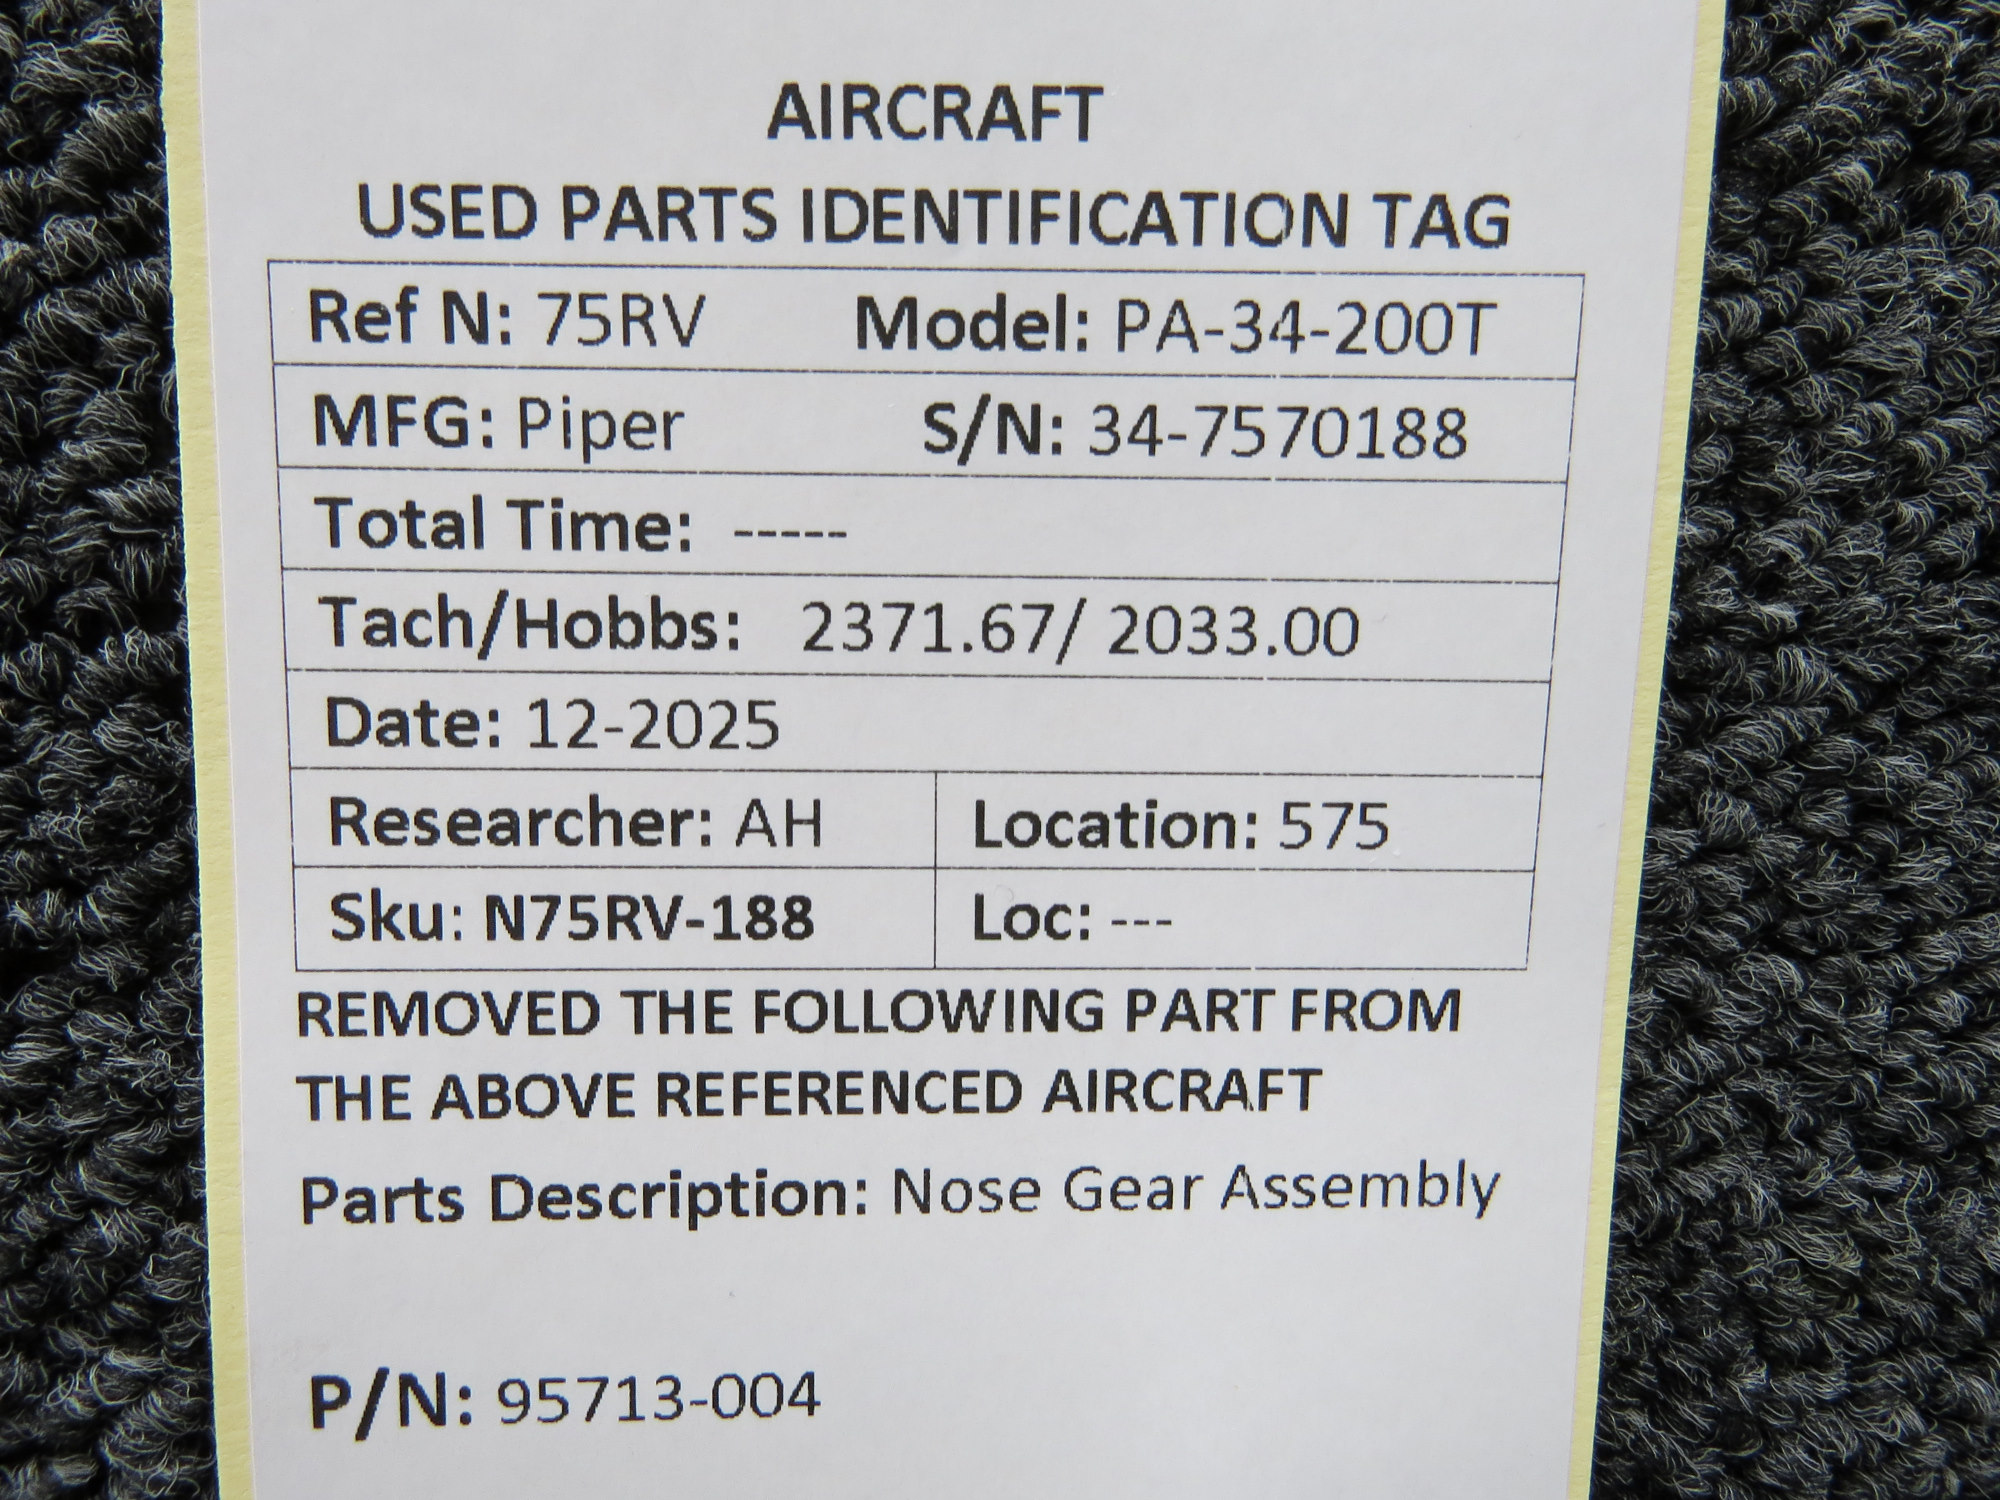 AIRCRAFT
USED PARTS IDENTIFICATION TAG
Ref N: 75RV Model: PA-34-200T
MFG: Piper S/N: 34-7570188
Total Time: -----
Tach/Hobbs: 2371.67/ 2033.00
Date: 12-2025
Researcher: AH Location: 575
Sku: N75RV-188 Loc: ---
REMOVED THE FOLLOWING PART FROM
THE ABOVE REFERENCED AIRCRAFT
Parts Description: Nose Gear Assembly
P/N: 95713-004